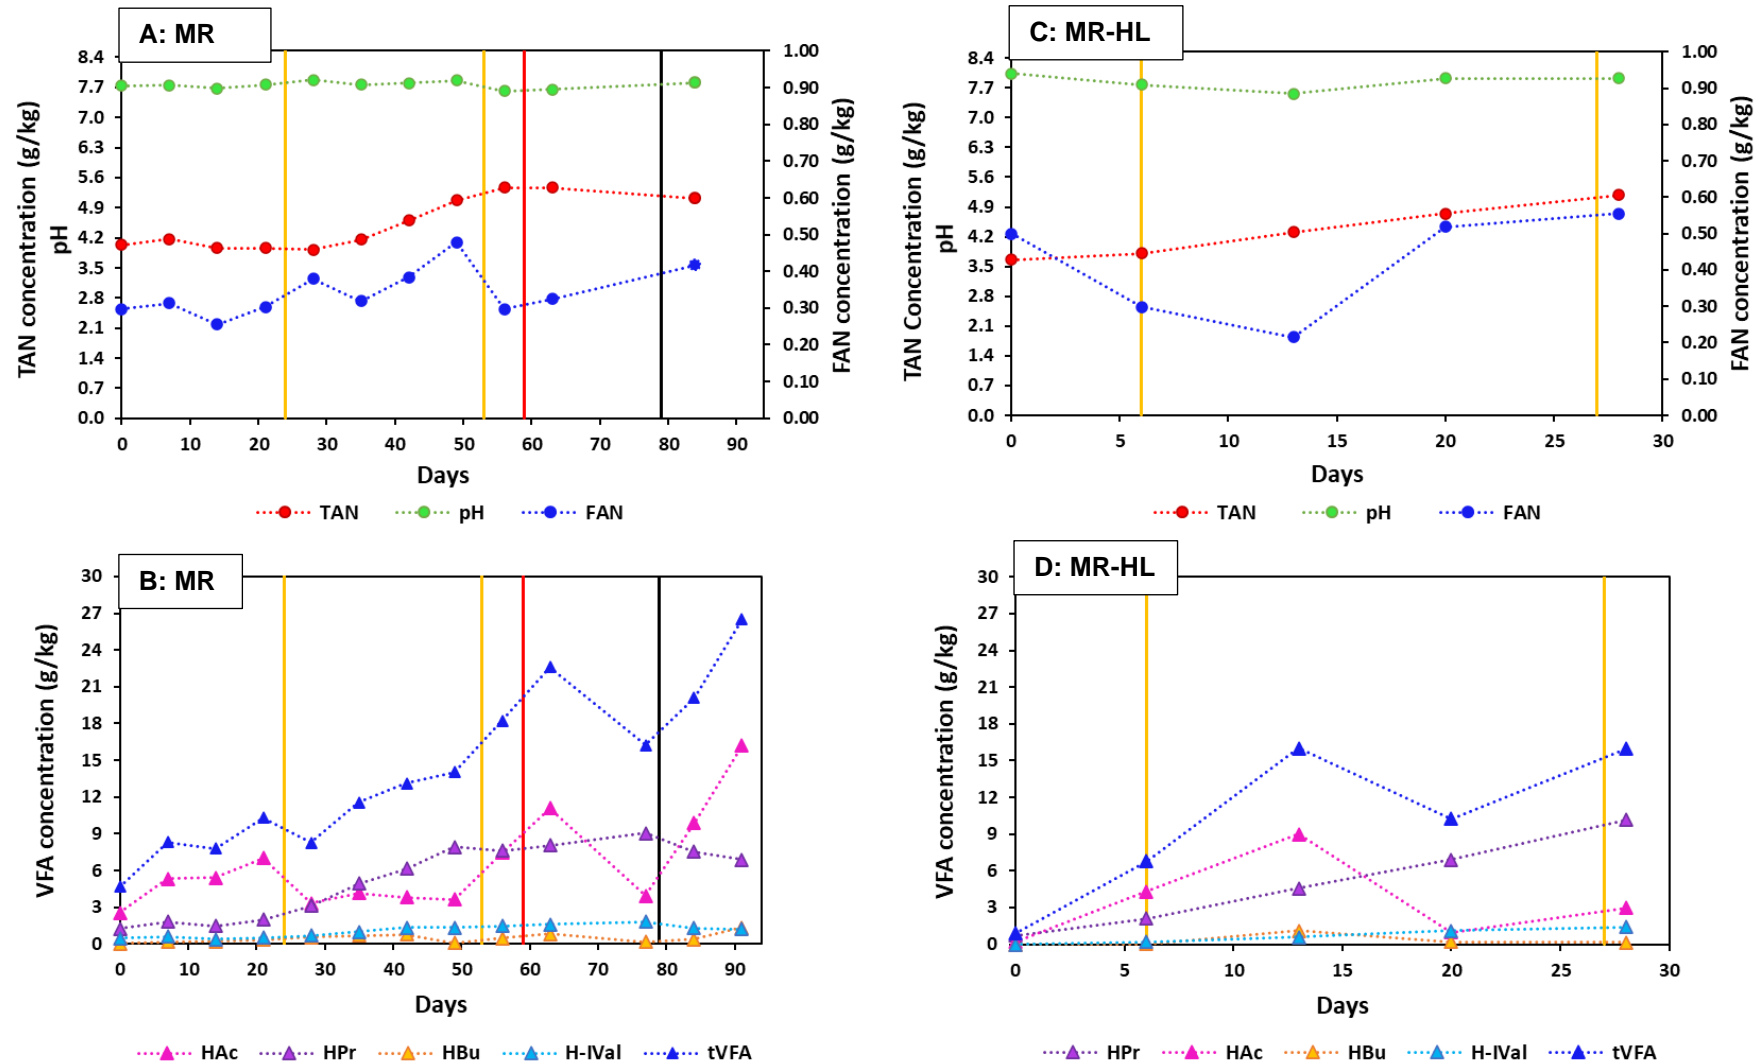 A: MR
8.4
7.7
7.0
6.3
5.6
4.9
4.2
3.5
2.8
2.1
1.4
0.7
0.0
TAN concentration (g/kg)
pH
1.00
0.90
0.80
0.70
0.60
0.50
0.40
0.30
0.20
0.10
0.00
FAN concentration (g/kg)
0 10 20 30 40 50 60 70 80 90
Days
TAN pH FAN
C: MR-HL
8.4
7.7
7.0
6.3
5.6
4.9
4.2
3.5
2.8
2.1
1.4
0.7
0.0
TAN Concentration (g/kg)
pH
1.00
0.90
0.80
0.70
0.60
0.50
0.40
0.30
0.20
0.10
0.00
FAN concentration (g/kg)
0 5 10 15 20 25 30
Days
TAN pH FAN
B: MR
30
27
24
21
18
15
12
9
6
3
0
VFA concentration (g/kg)
0 10 20 30 40 50 60 70 80 90
Days
HAc HPr HBu H-IVal tVFA
D: MR-HL
30
27
24
21
18
15
12
9
6
3
0
VFA concentration (g/kg)
0 5 10 15 20 25 30
Days
HPr HAc HBu H-IVal tVFA